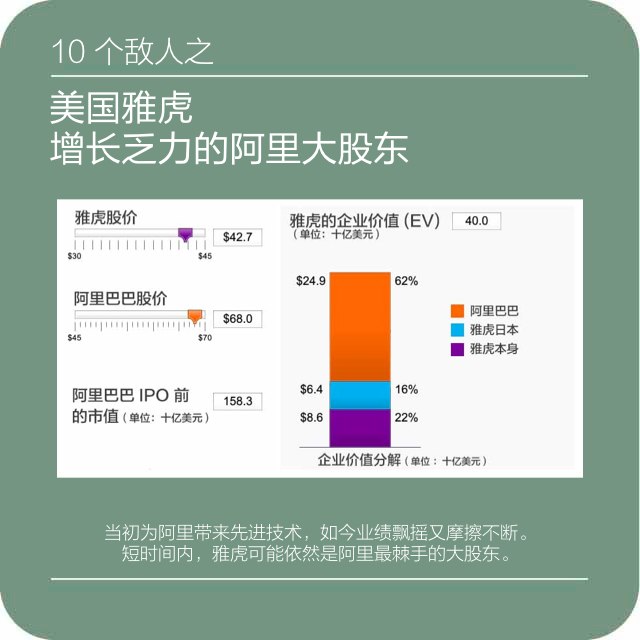 10 个敌人之
美国雅虎
增长乏力的阿里大股东
雅虎股价
$42.7
$30
$45
阿里巴巴股价
$68.0
$45
$70
阿里巴巴 IPO 前
的市值（单位：十亿美元）
158.3
雅虎的企业价值 (EV)
40.0
（单位：十亿美元）
$24.9
62%
$6.4
16%
$8.6
22%
阿里巴巴
雅虎日本
雅虎本身
企业价值分解（单位：十亿美元）
当初为阿里带来先进技术，如今业绩飘摇又摩擦不断。
短时间内，雅虎可能依然是阿里最棘手的大股东。